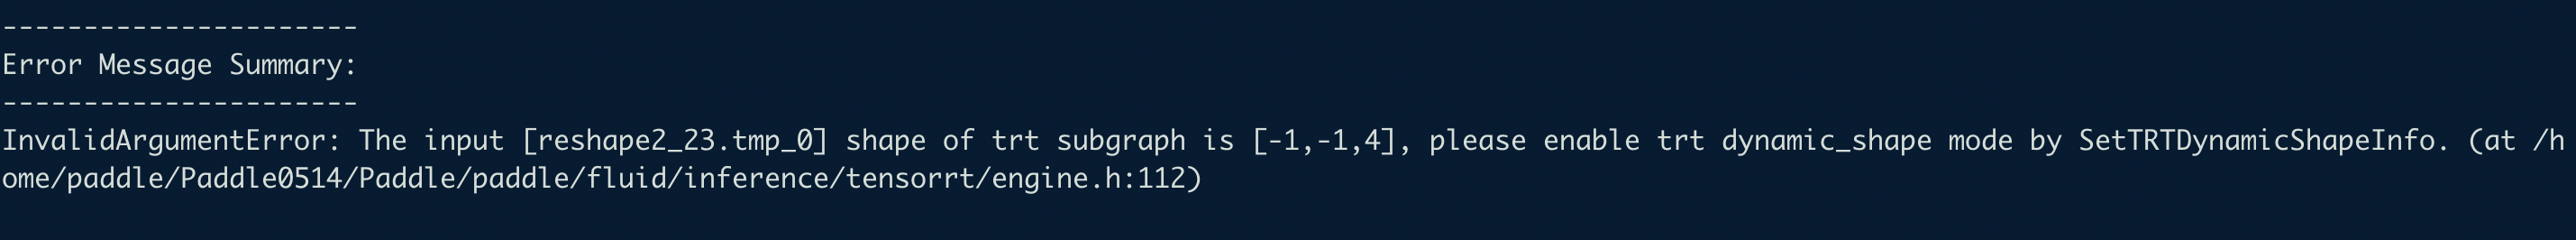 ----------------------
Error Message Summary:
----------------------
InvalidArgumentError: The input [reshape2_23.tmp_0] shape of trt subgraph is [-1,-1,4], please enable trt dynamic_shape mode by SetTRTDynamicShapeInfo. (at /h
ome/paddle/Paddle0514/Paddle/paddle/fluid/inference/tensorrt/engine.h:112)